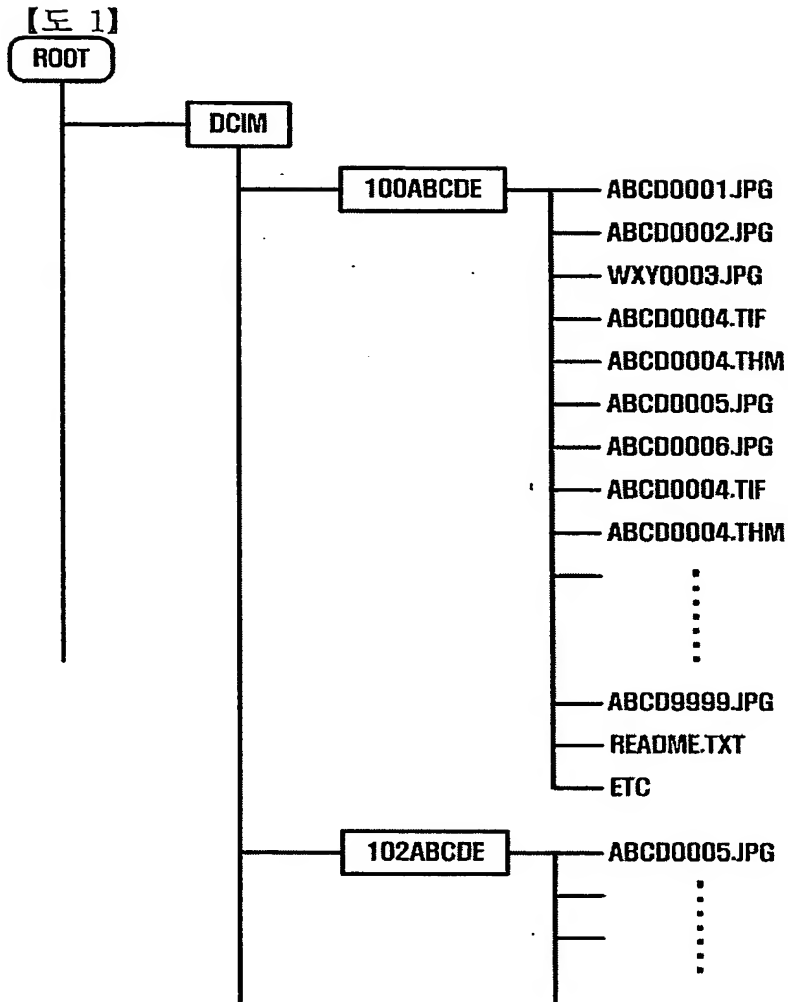 【도 1】
ROOT
DCIM
100ABCDE
ABCD0001.JPG
ABCD0002.JPG
WXY0003.JPG
ABCD0004.TIF
ABCD0004.THM
ABCD0005.JPG
ABCD0006.JPG
ABCD0004.TIF
ABCD0004.THM
ABCD9999.JPG
README.TXT
ETC
102ABCDE
ABCD0005.JPG